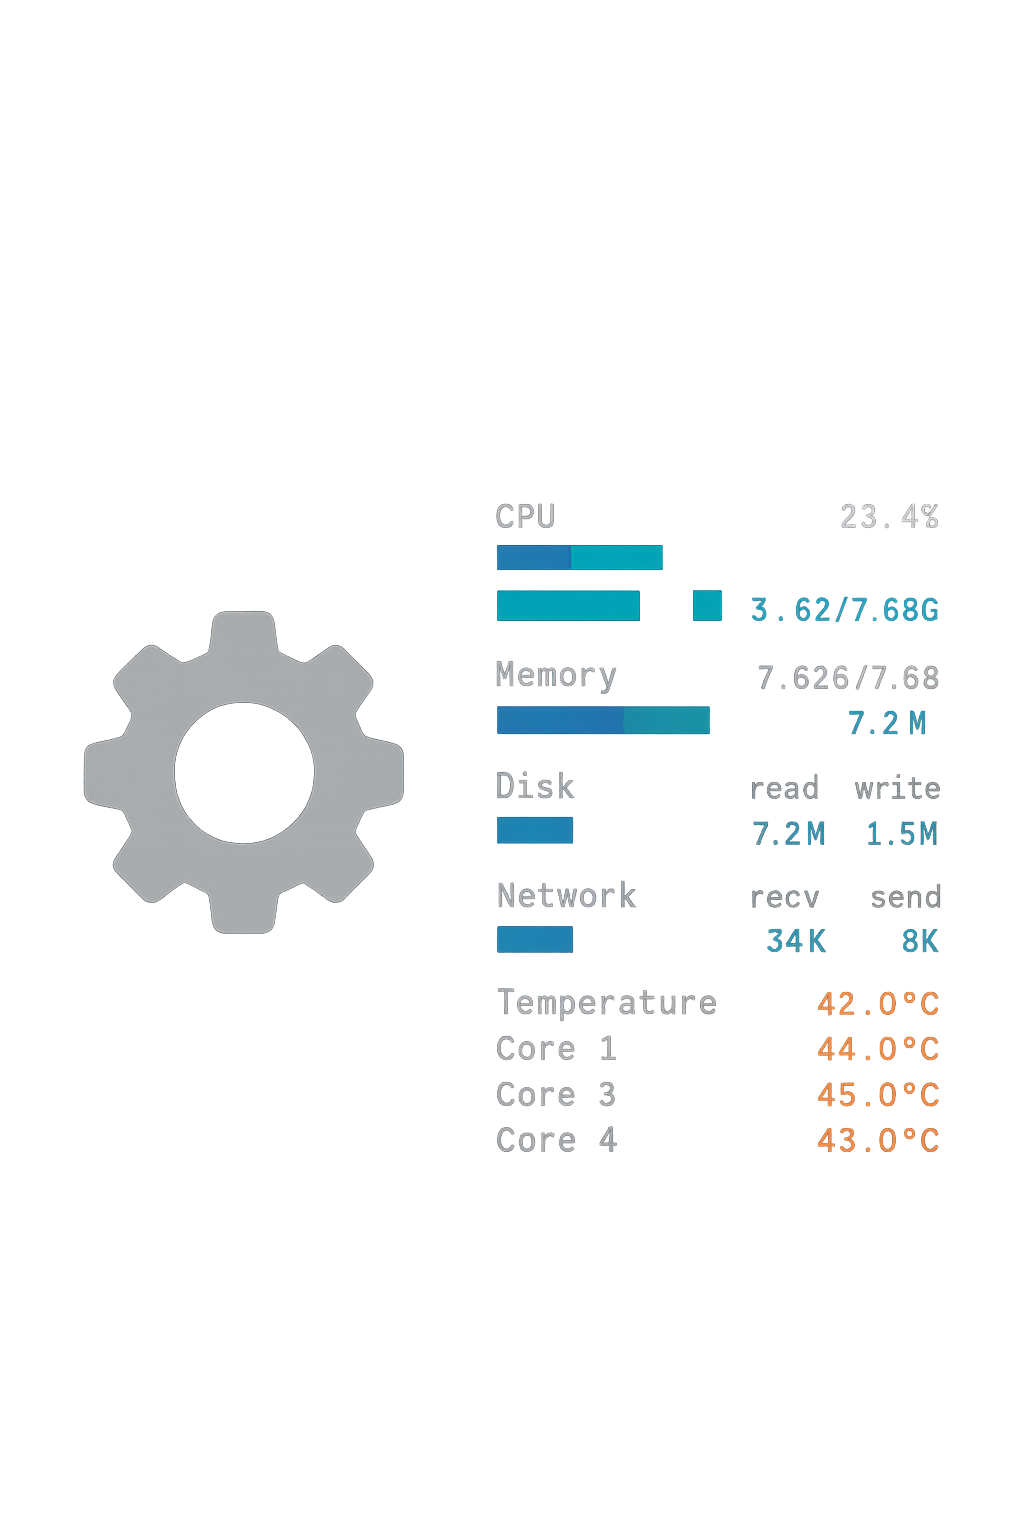 CPU 23.4%
3.62/7.68G
Memory 7.626/7.68
7.2 M
Disk read write
7.2M 1.5M
Network recv send
34K 8K
Temperature 42.0°C
Core 1 44.0°C
Core 3 45.0°C
Core 4 43.0°C